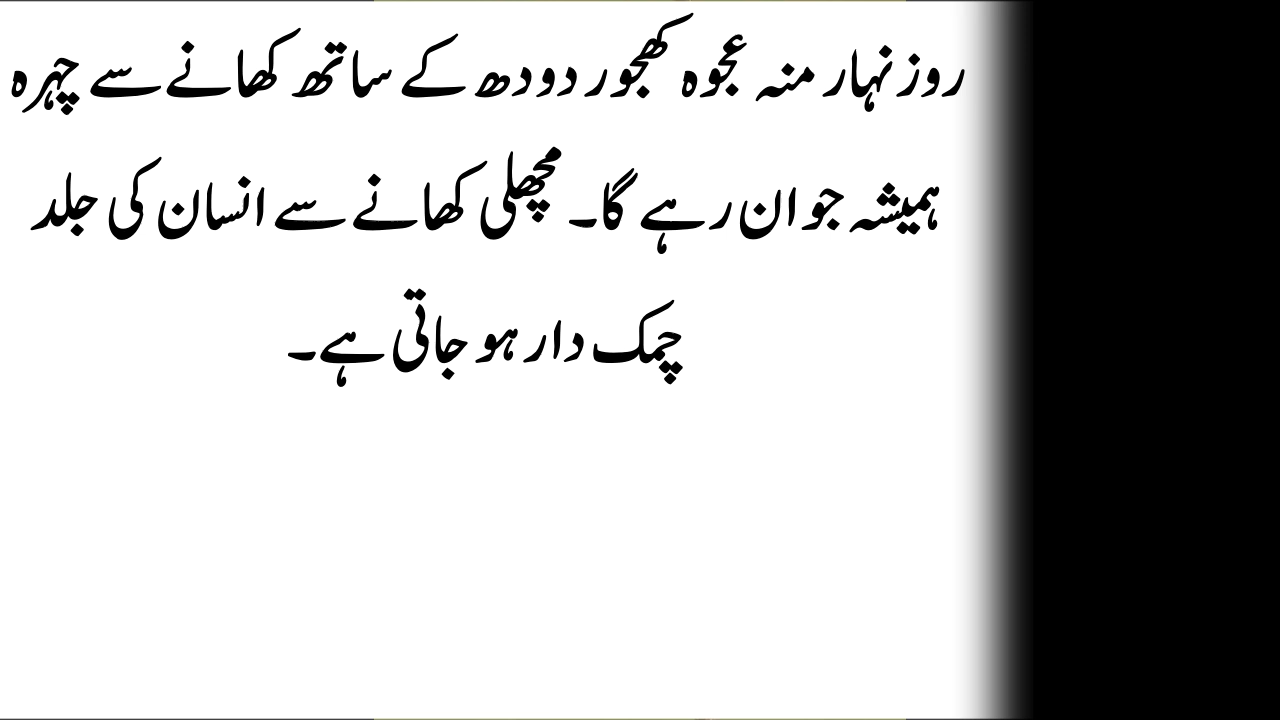 روز نہار منہ عجوہ کھجور دودھ کے ساتھ کھانے سے چہرہ
ہمیشہ جوان رہے گا۔ مچھلی کھانے سے انسان کی جلد
چمک دار ہو جاتی ہے۔